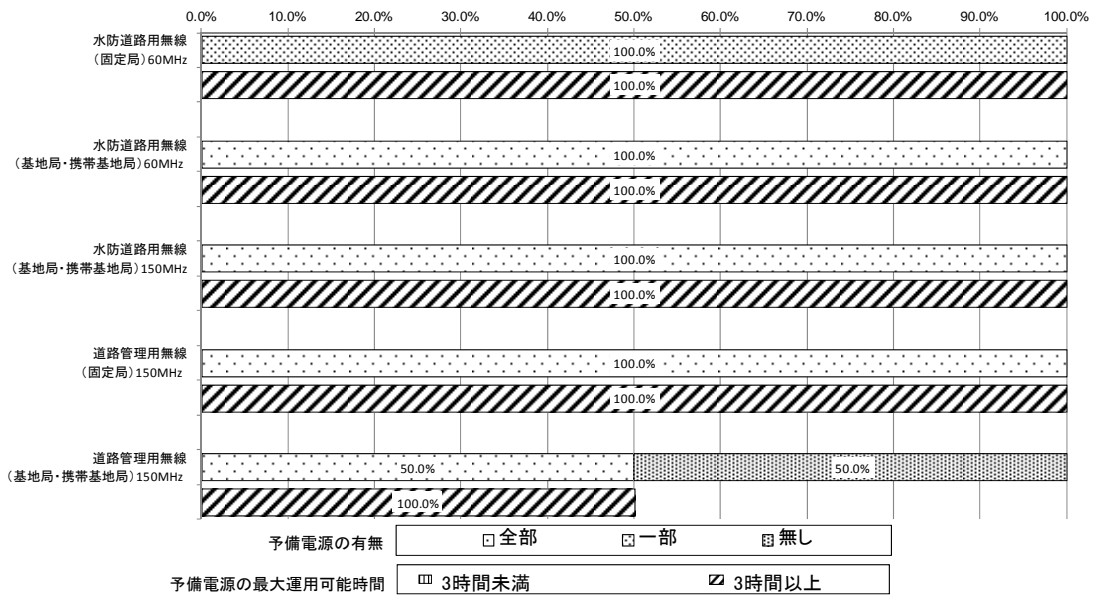 0.0% 10.0% 20.0% 30.0% 40.0% 50.0% 60.0% 70.0% 80.0% 90.0% 100.0%
水防道路用無線
(固定局)60MHz
100.0%
100.0%
水防道路用無線
(基地局・携帯基地局)60MHz
100.0%
100.0%
水防道路用無線
(基地局・携帯基地局)150MHz
100.0%
100.0%
道路管理用無線
(固定局)150MHz
100.0%
100.0%
道路管理用無線
(基地局・携帯基地局)150MHz
50.0% 50.0%
100.0%
予備電源の有無 全部 一部 無し
予備電源の最大運用可能時間 3時間未満 3時間以上